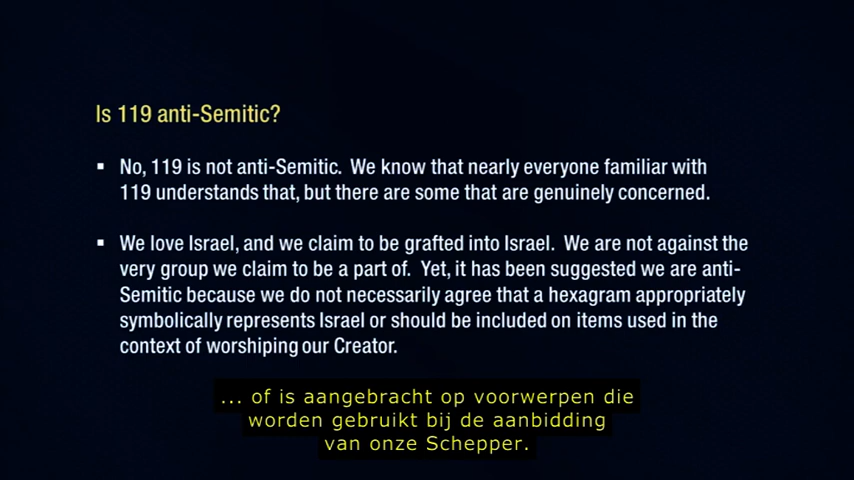 Is 119 anti-Semitic?
▪ No, 119 is not anti-Semitic. We know that nearly everyone familiar with
119 understands that, but there are some that are genuinely concerned.
▪ We love Israel, and we claim to be grafted into Israel. We are not against the
very group we claim to be a part of. Yet, it has been suggested we are anti-
Semitic because we do not necessarily agree that a hexagram appropriately
symbolically represents Israel or should be included on items used in the
context of worshiping our Creator.
... of is aangebracht op voorwerpen die
worden gebruikt bij de aanbidding
van onze Schepper.